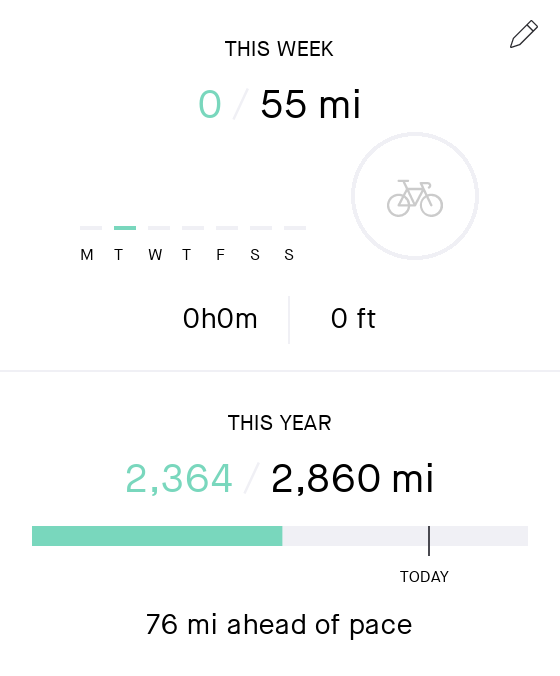 THIS WEEK
0 / 55 mi
M T W T F S S
0h0m 0 ft
THIS YEAR
2,364 / 2,860 mi
TODAY
76 mi ahead of pace